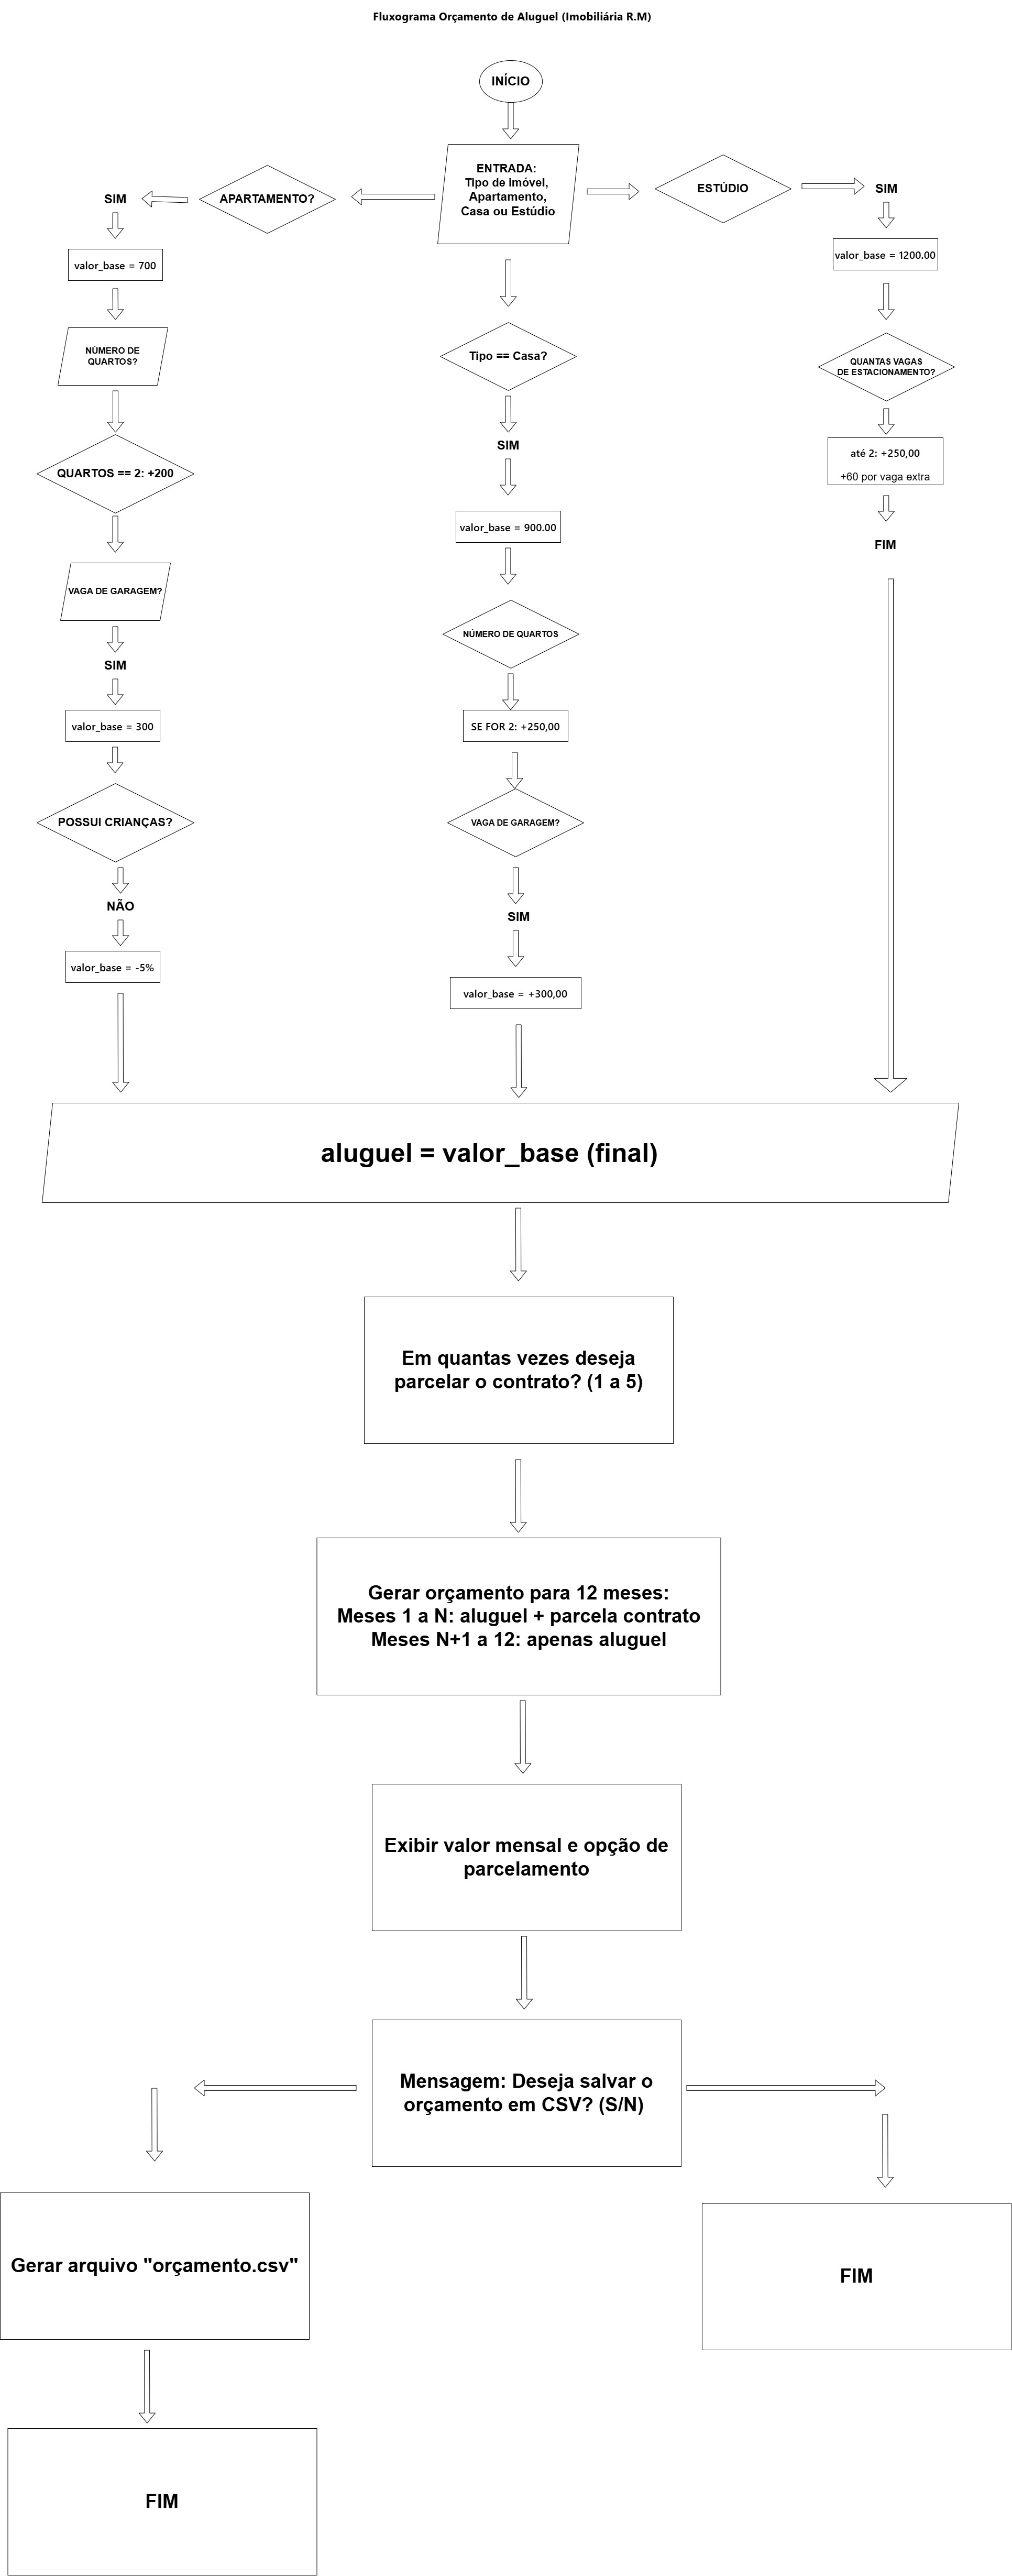 Fluxograma Orçamento de Aluguel (Imobiliária R.M)
INÍCIO
ENTRADA:
Tipo de imóvel,
Apartamento,
Casa ou Estúdio
APARTAMENTO?
SIM
valor_base = 700
NÚMERO DE
QUARTOS?
QUARTOS == 2: +200
VAGA DE GARAGEM?
SIM
valor_base = 300
POSSUI CRIANÇAS?
NÃO
valor_base = -5%
Tipo == Casa?
SIM
valor_base = 900.00
NÚMERO DE QUARTOS
SE FOR 2: +250,00
VAGA DE GARAGEM?
SIM
valor_base = +300,00
ESTÚDIO
SIM
valor_base = 1200.00
QUANTAS VAGAS
DE ESTACIONAMENTO?
até 2: +250,00
+60 por vaga extra
FIM
aluguel = valor_base (final)
Em quantas vezes deseja
parcelar o contrato? (1 a 5)
Gerar orçamento para 12 meses:
Meses 1 a N: aluguel + parcela contrato
Meses N+1 a 12: apenas aluguel
Exibir valor mensal e opção de
parcelamento
Mensagem: Deseja salvar o
orçamento em CSV? (S/N)
Gerar arquivo "orçamento.csv"
FIM
FIM